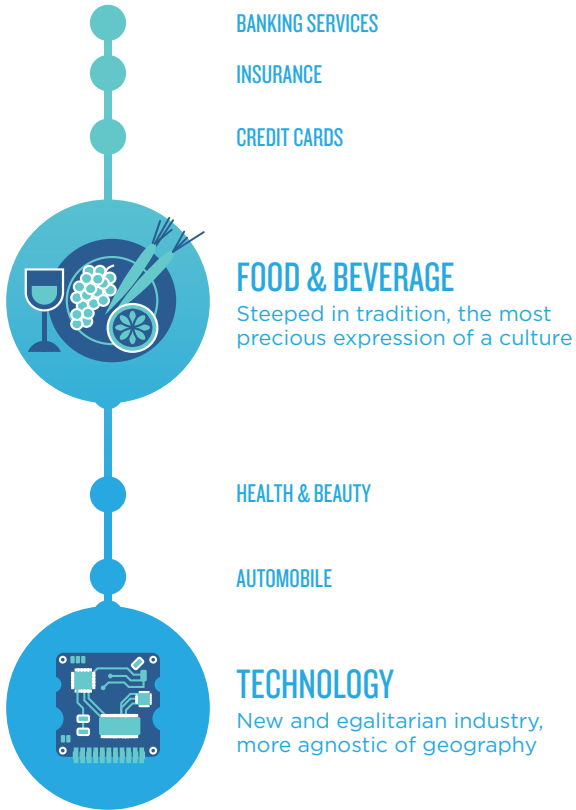 BANKING SERVICES
INSURANCE
CREDIT CARDS
FOOD & BEVERAGE
Steeped in tradition, the most
precious expression of a culture
HEALTH & BEAUTY
AUTOMOBILE
TECHNOLOGY
New and egalitarian industry,
more agnostic of geography